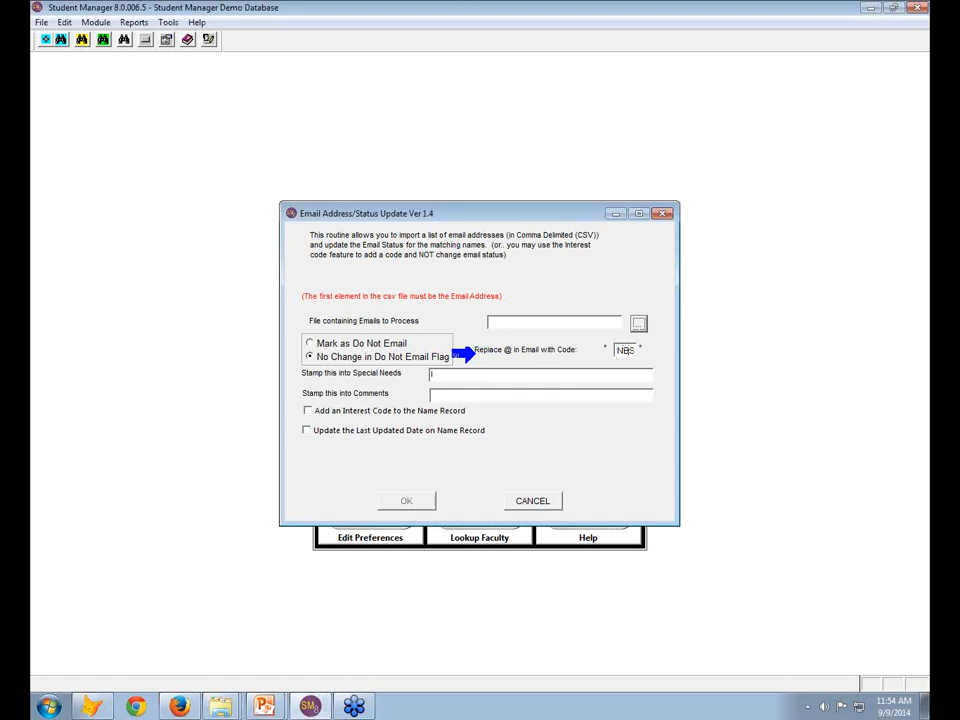 Student Manager 8.0.006.5 - Student Manager Demo Database
File Edit Module Reports Tools Help
Email Address/Status Update Ver 1.4
This routine allows you to import a list of email addresses (in Comma Delimited (CSV))
and update the Email Status for the matching names. (or.. you may use the Interest
code feature to add a code and NOT change email status)
(The first element in the csv file must be the Email Address)
File containing Emails to Process
...
Mark as Do Not Email
No Change in Do Not Email Flag
Replace @ in Email with Code: * NBS *
Stamp this into Special Needs
Stamp this into Comments
Add an Interest Code to the Name Record
Update the Last Updated Date on Name Record
OK CANCEL
Edit Preferences Lookup Faculty Help
11:54 AM
9/9/2014